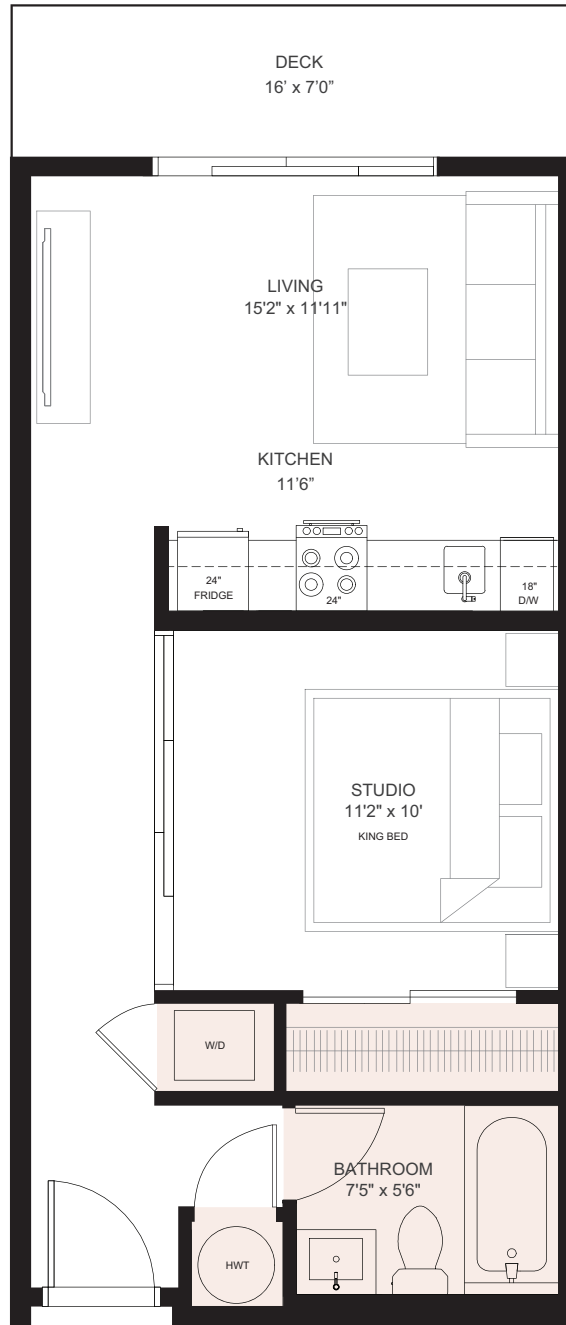 DECK
16’ x 7’0”
LIVING
15'2" x 11'11"
KITCHEN
11’6”
24"
FRIDGE
24"
18"
D/W
STUDIO
11'2" x 10'
KING BED
W/D
BATHROOM
7'5" x 5'6"
HWT